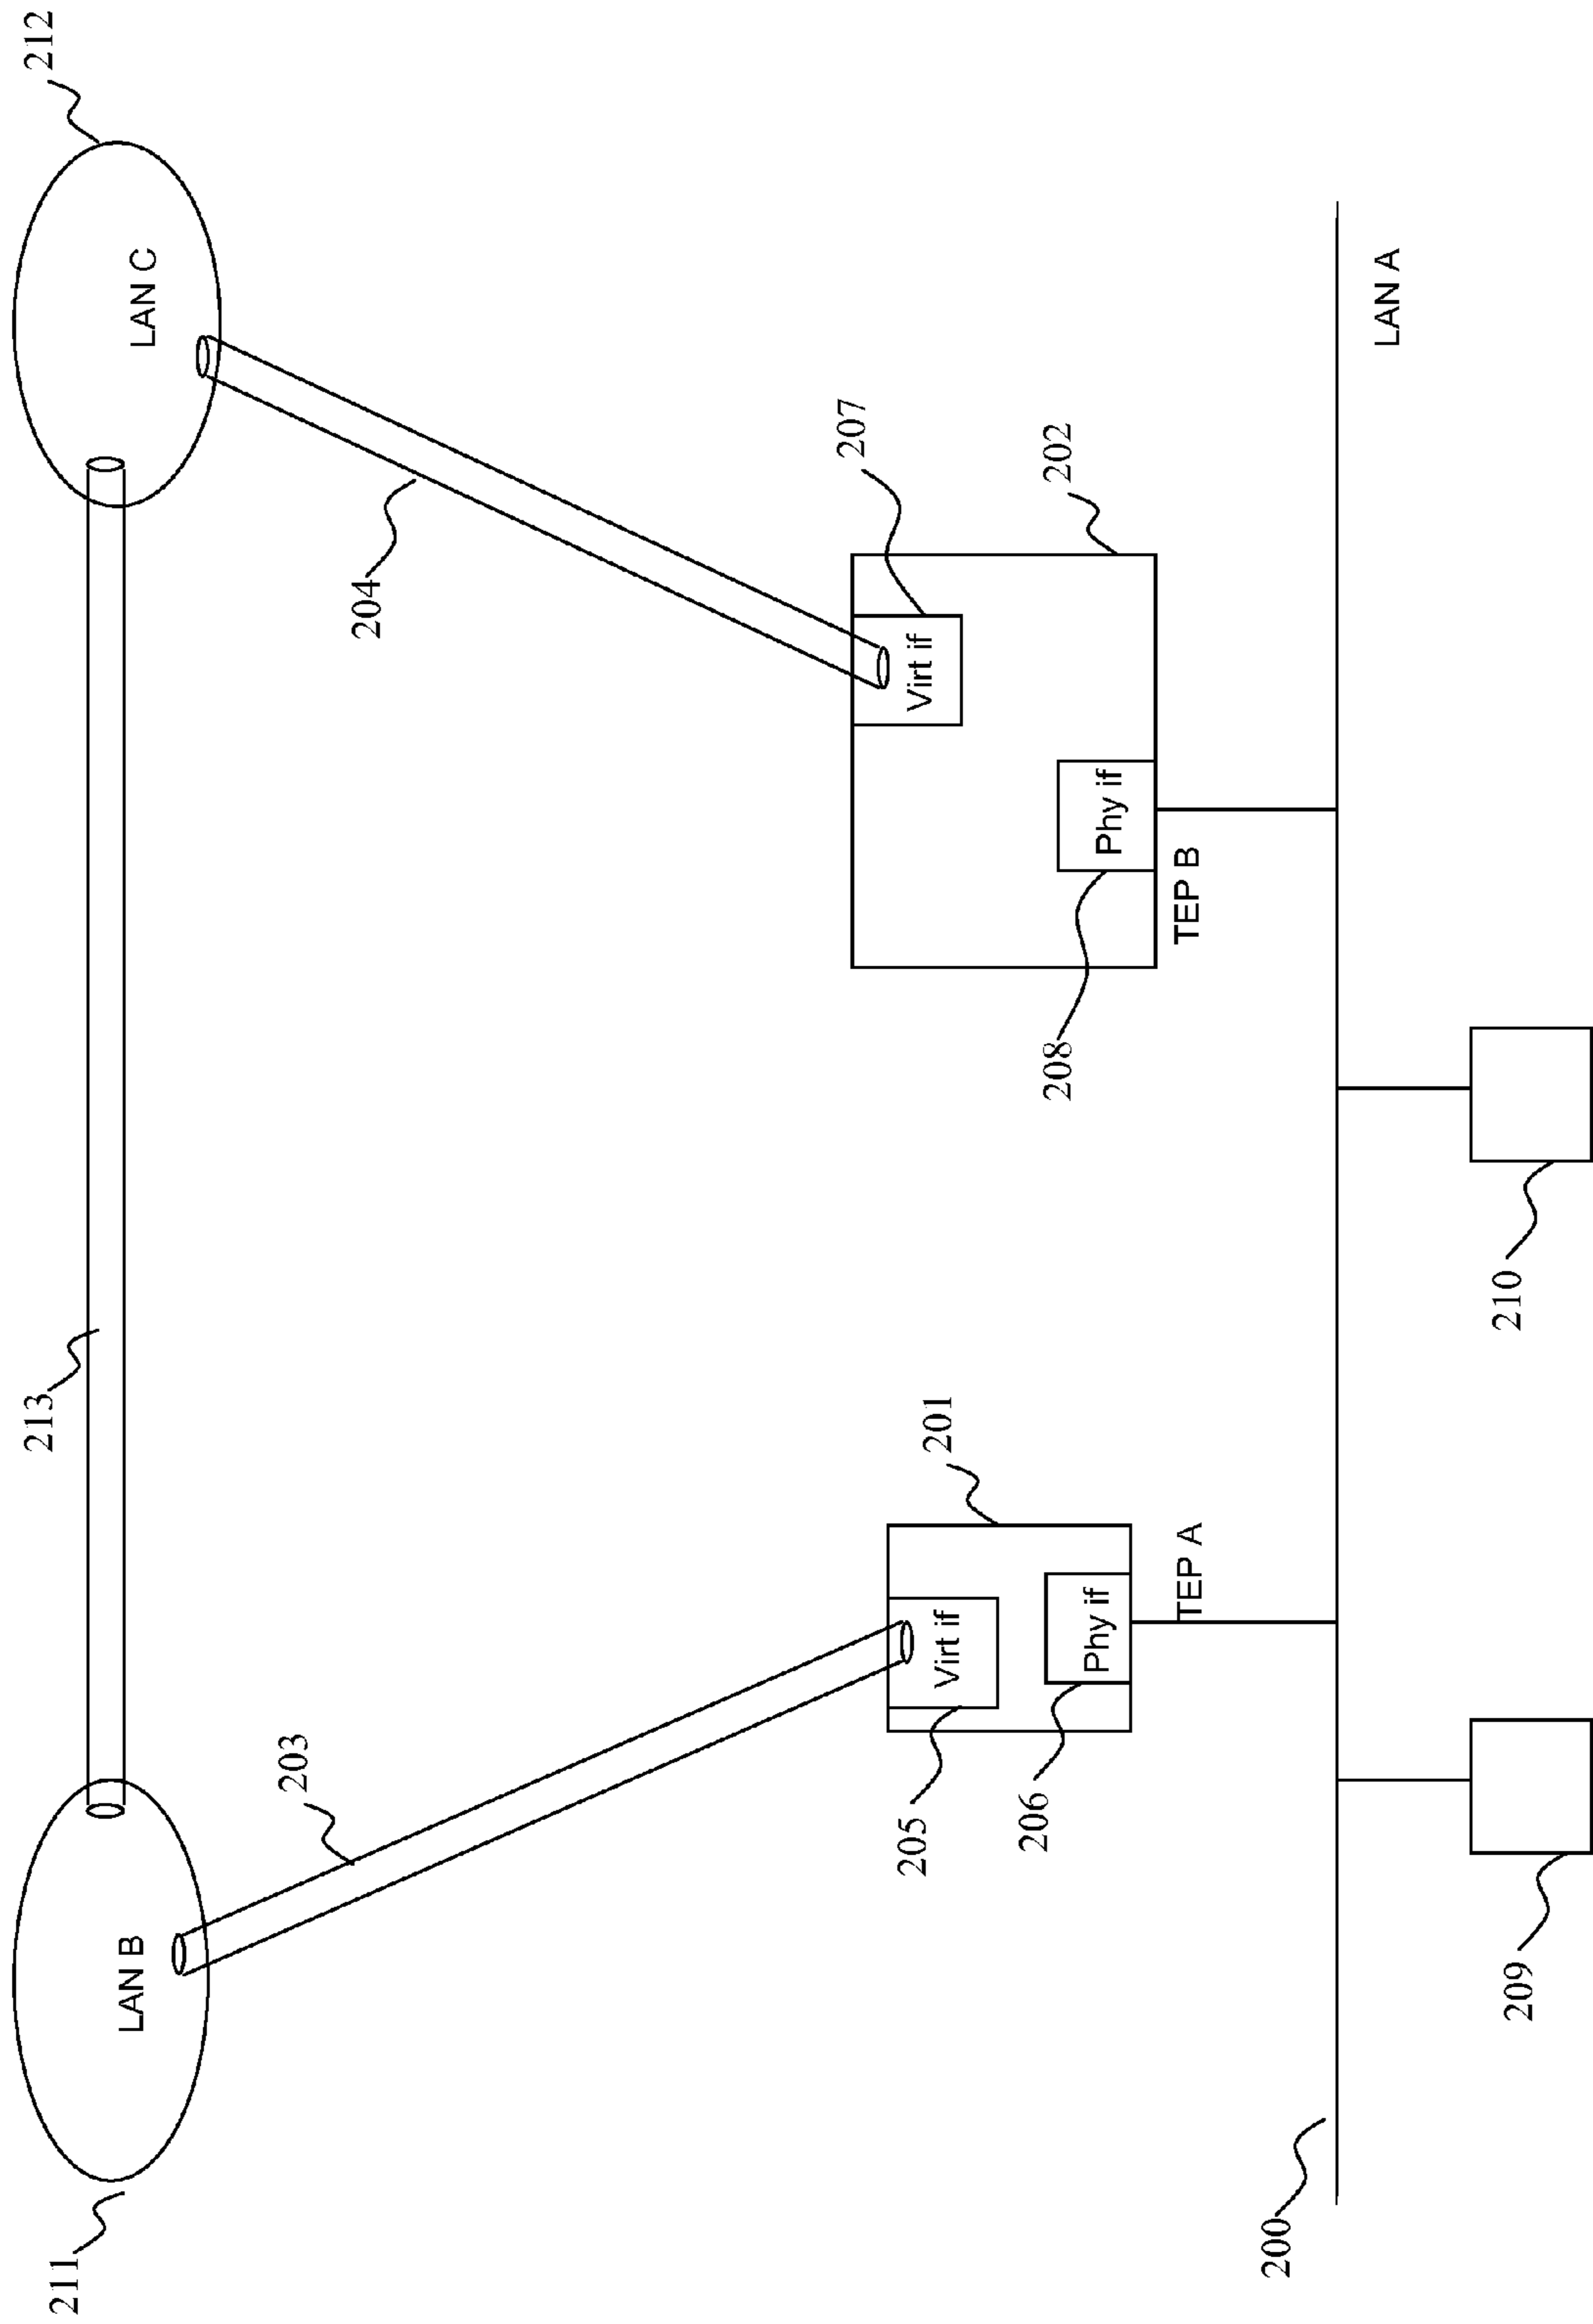 211
LAN B
213
LAN C
212
203
204
205
Virt if
201
206
Phy if
TEP A
207
Virt if
202
208
Phy if
TEP B
200
LAN A
209
210